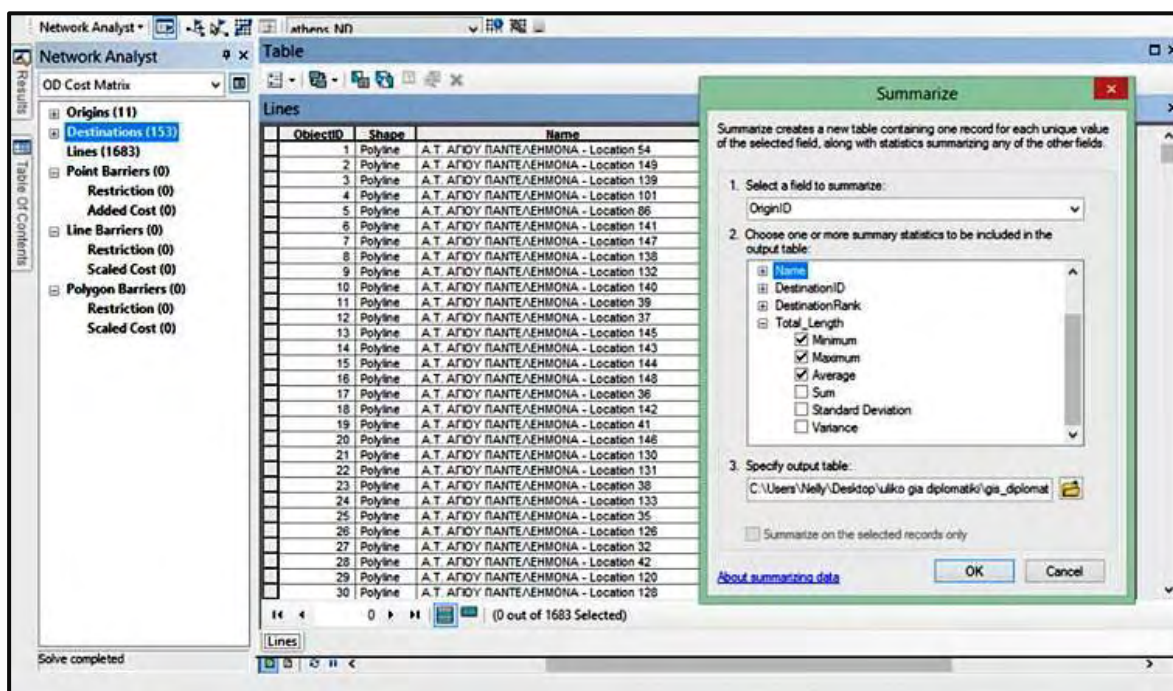 Network Analyst
athens_ND
Network Analyst
OD Cost Matrix
Origins (11)
Destinations (153)
Lines (1683)
Point Barriers (0)
Restriction (0)
Added Cost (0)
Line Barriers (0)
Restriction (0)
Scaled Cost (0)
Polygon Barriers (0)
Restriction (0)
Scaled Cost (0)
Solve completed
Results
Table Of Contents
Table
Lines
ObjectID Shape Name
1 Polyline Α.Τ. ΑΓΙΟΥ ΠΑΝΤΕΛΕΗΜΟΝΑ - Location 54
2 Polyline Α.Τ. ΑΓΙΟΥ ΠΑΝΤΕΛΕΗΜΟΝΑ - Location 149
3 Polyline Α.Τ. ΑΓΙΟΥ ΠΑΝΤΕΛΕΗΜΟΝΑ - Location 139
4 Polyline Α.Τ. ΑΓΙΟΥ ΠΑΝΤΕΛΕΗΜΟΝΑ - Location 101
5 Polyline Α.Τ. ΑΓΙΟΥ ΠΑΝΤΕΛΕΗΜΟΝΑ - Location 86
6 Polyline Α.Τ. ΑΓΙΟΥ ΠΑΝΤΕΛΕΗΜΟΝΑ - Location 141
7 Polyline Α.Τ. ΑΓΙΟΥ ΠΑΝΤΕΛΕΗΜΟΝΑ - Location 147
8 Polyline Α.Τ. ΑΓΙΟΥ ΠΑΝΤΕΛΕΗΜΟΝΑ - Location 138
9 Polyline Α.Τ. ΑΓΙΟΥ ΠΑΝΤΕΛΕΗΜΟΝΑ - Location 132
10 Polyline Α.Τ. ΑΓΙΟΥ ΠΑΝΤΕΛΕΗΜΟΝΑ - Location 140
11 Polyline Α.Τ. ΑΓΙΟΥ ΠΑΝΤΕΛΕΗΜΟΝΑ - Location 39
12 Polyline Α.Τ. ΑΓΙΟΥ ΠΑΝΤΕΛΕΗΜΟΝΑ - Location 37
13 Polyline Α.Τ. ΑΓΙΟΥ ΠΑΝΤΕΛΕΗΜΟΝΑ - Location 145
14 Polyline Α.Τ. ΑΓΙΟΥ ΠΑΝΤΕΛΕΗΜΟΝΑ - Location 143
15 Polyline Α.Τ. ΑΓΙΟΥ ΠΑΝΤΕΛΕΗΜΟΝΑ - Location 144
16 Polyline Α.Τ. ΑΓΙΟΥ ΠΑΝΤΕΛΕΗΜΟΝΑ - Location 148
17 Polyline Α.Τ. ΑΓΙΟΥ ΠΑΝΤΕΛΕΗΜΟΝΑ - Location 36
18 Polyline Α.Τ. ΑΓΙΟΥ ΠΑΝΤΕΛΕΗΜΟΝΑ - Location 142
19 Polyline Α.Τ. ΑΓΙΟΥ ΠΑΝΤΕΛΕΗΜΟΝΑ - Location 41
20 Polyline Α.Τ. ΑΓΙΟΥ ΠΑΝΤΕΛΕΗΜΟΝΑ - Location 146
21 Polyline Α.Τ. ΑΓΙΟΥ ΠΑΝΤΕΛΕΗΜΟΝΑ - Location 130
22 Polyline Α.Τ. ΑΓΙΟΥ ΠΑΝΤΕΛΕΗΜΟΝΑ - Location 131
23 Polyline Α.Τ. ΑΓΙΟΥ ΠΑΝΤΕΛΕΗΜΟΝΑ - Location 38
24 Polyline Α.Τ. ΑΓΙΟΥ ΠΑΝΤΕΛΕΗΜΟΝΑ - Location 133
25 Polyline Α.Τ. ΑΓΙΟΥ ΠΑΝΤΕΛΕΗΜΟΝΑ - Location 35
26 Polyline Α.Τ. ΑΓΙΟΥ ΠΑΝΤΕΛΕΗΜΟΝΑ - Location 126
27 Polyline Α.Τ. ΑΓΙΟΥ ΠΑΝΤΕΛΕΗΜΟΝΑ - Location 32
28 Polyline Α.Τ. ΑΓΙΟΥ ΠΑΝΤΕΛΕΗΜΟΝΑ - Location 42
29 Polyline Α.Τ. ΑΓΙΟΥ ΠΑΝΤΕΛΕΗΜΟΝΑ - Location 120
30 Polyline Α.Τ. ΑΓΙΟΥ ΠΑΝΤΕΛΕΗΜΟΝΑ - Location 128
0 (0 out of 1683 Selected)
Lines
Summarize
Summarize creates a new table containing one record for each unique value
of the selected field, along with statistics summarizing any of the other fields.
1. Select a field to summarize:
OriginID
2. Choose one or more summary statistics to be included in the
output table:
Name
DestinationID
DestinationRank
Total_Length
Minimum
Maximum
Average
Sum
Standard Deviation
Variance
3. Specify output table:
C:\Users\Nelly\Desktop\uliko gia diplomatiki\gis_diplomat
Summarize on the selected records only
About summarizing data
OK
Cancel